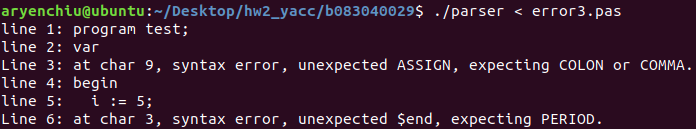 aryenchiu@ubuntu:~/Desktop/hw2_yacc/b083040029$ ./parser < error3.pas
line 1: program test;
line 2: var
Line 3: at char 9, syntax error, unexpected ASSIGN, expecting COLON or COMMA.
line 4: begin
line 5:   i := 5;
Line 6: at char 3, syntax error, unexpected $end, expecting PERIOD.